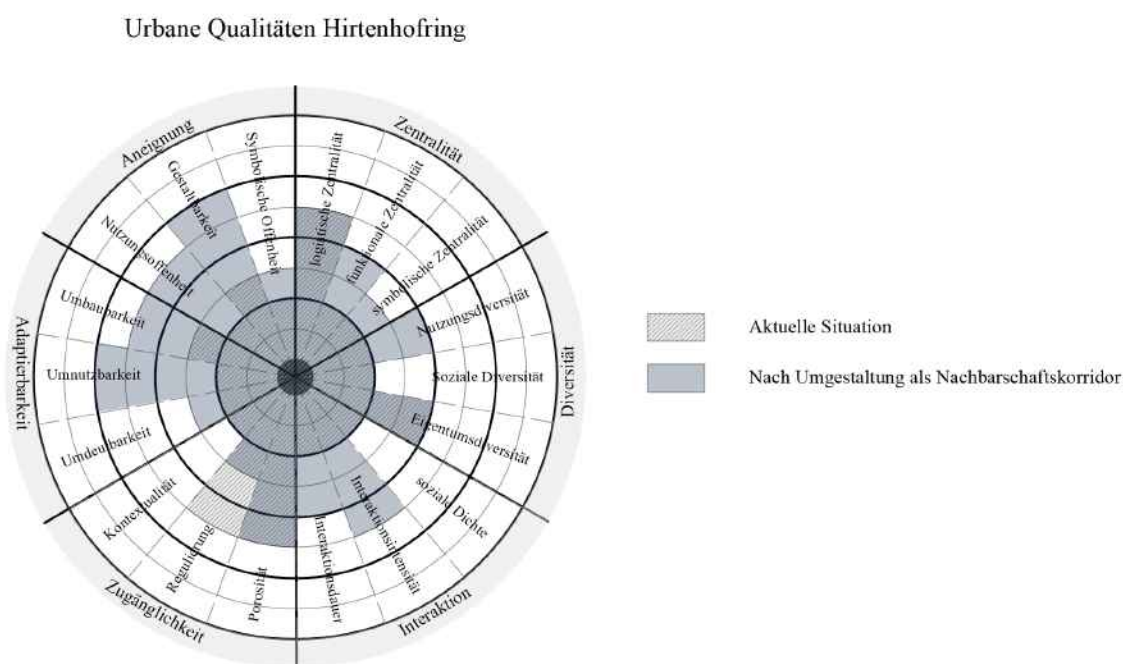 Urbane Qualitäten Hirtenhofring
Aneignung
Zentralität
Diversität
Interaktion
Zugänglichkeit
Adaptierbarkeit
Symbolische Offenheit
Gestaltbarkeit
Nutzungsoffenheit
logistische Zentralität
funktionale Zentralität
symbolische Zentralität
Nutzungsdiversität
Soziale Diversität
Eigentumsdiversität
soziale Dichte
Interaktionsintensität
Interaktionsdauer
Porosität
Regulierung
Kontextualität
Umdeutbarkeit
Umnutzbarkeit
Umbaubarkeit
Aktuelle Situation
Nach Umgestaltung als Nachbarschaftskorridor